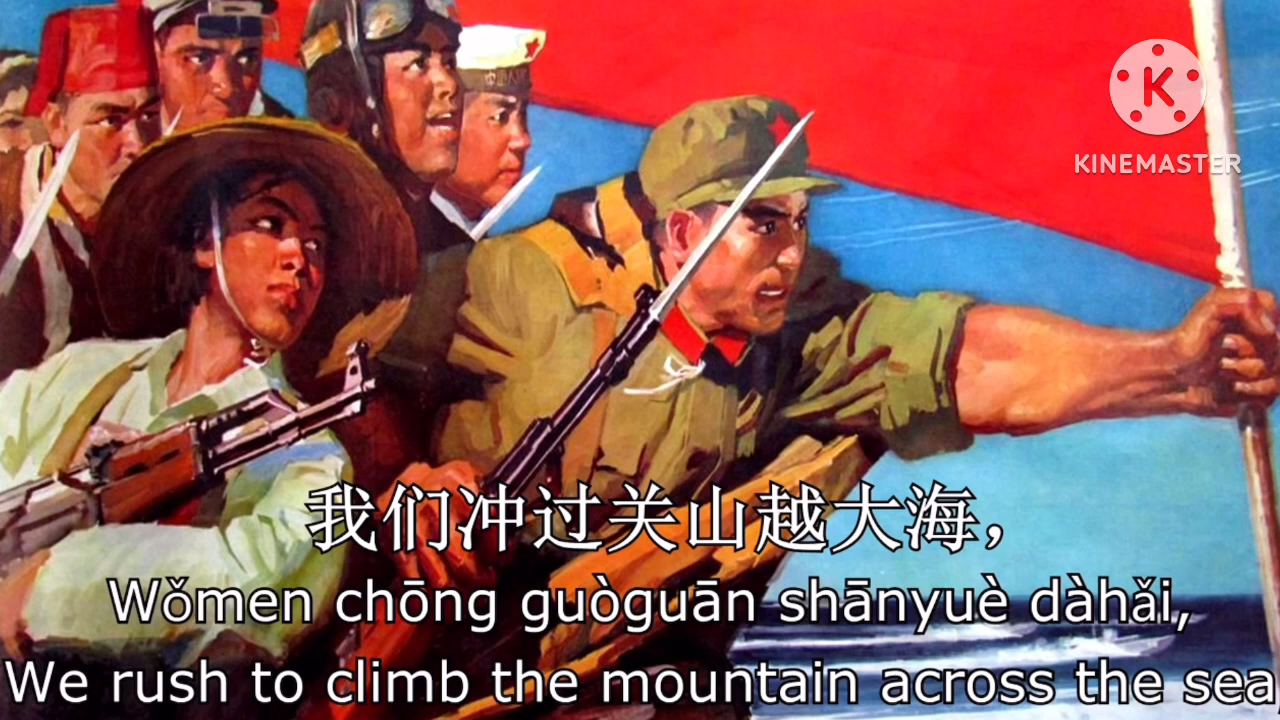 K
KINEMASTER
我们冲过关山越大海，
Wǒmen chōng guòguān shānyuè dàhǎi,
We rush to climb the mountain across the sea,